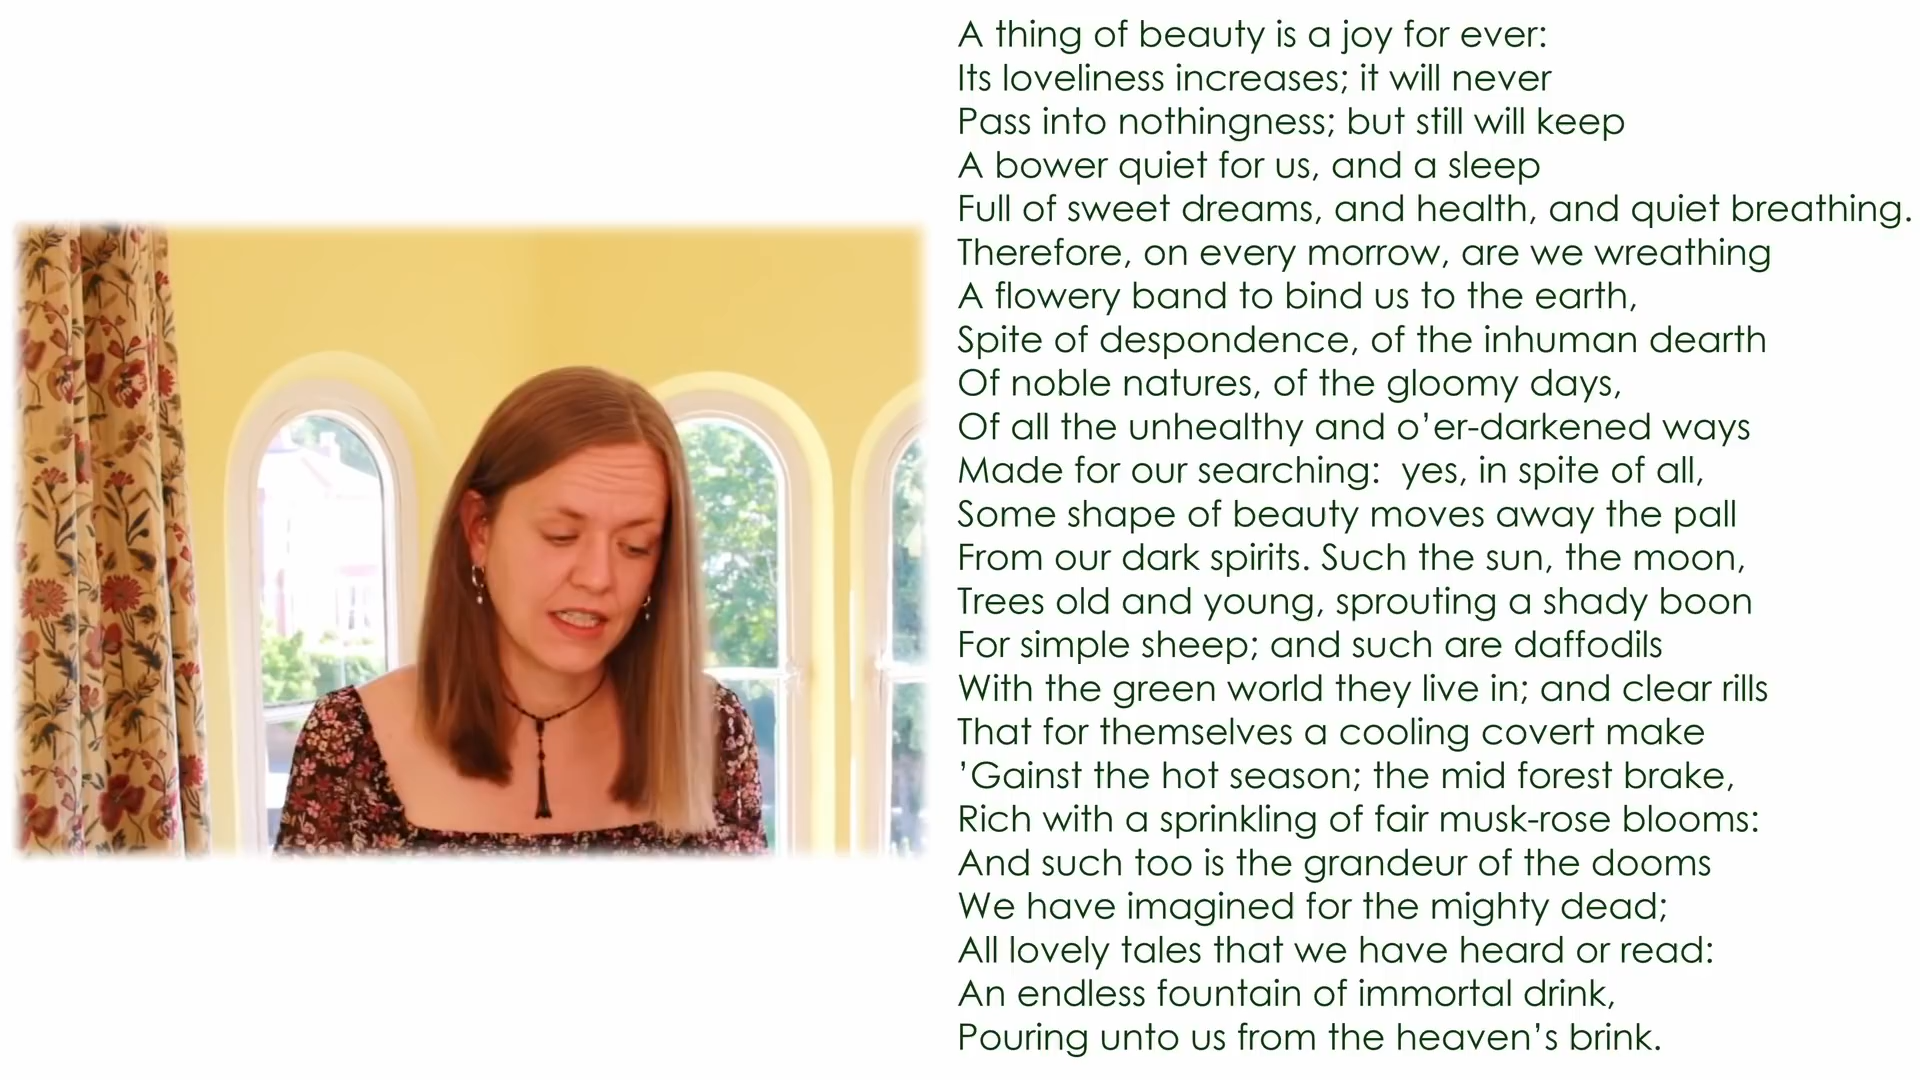 A thing of beauty is a joy for ever:
Its loveliness increases; it will never
Pass into nothingness; but still will keep
A bower quiet for us, and a sleep
Full of sweet dreams, and health, and quiet breathing.
Therefore, on every morrow, are we wreathing
A flowery band to bind us to the earth,
Spite of despondence, of the inhuman dearth
Of noble natures, of the gloomy days,
Of all the unhealthy and o’er-darkened ways
Made for our searching:  yes, in spite of all,
Some shape of beauty moves away the pall
From our dark spirits. Such the sun, the moon,
Trees old and young, sprouting a shady boon
For simple sheep; and such are daffodils
With the green world they live in; and clear rills
That for themselves a cooling covert make
’Gainst the hot season; the mid forest brake,
Rich with a sprinkling of fair musk-rose blooms:
And such too is the grandeur of the dooms
We have imagined for the mighty dead;
All lovely tales that we have heard or read:
An endless fountain of immortal drink,
Pouring unto us from the heaven’s brink.